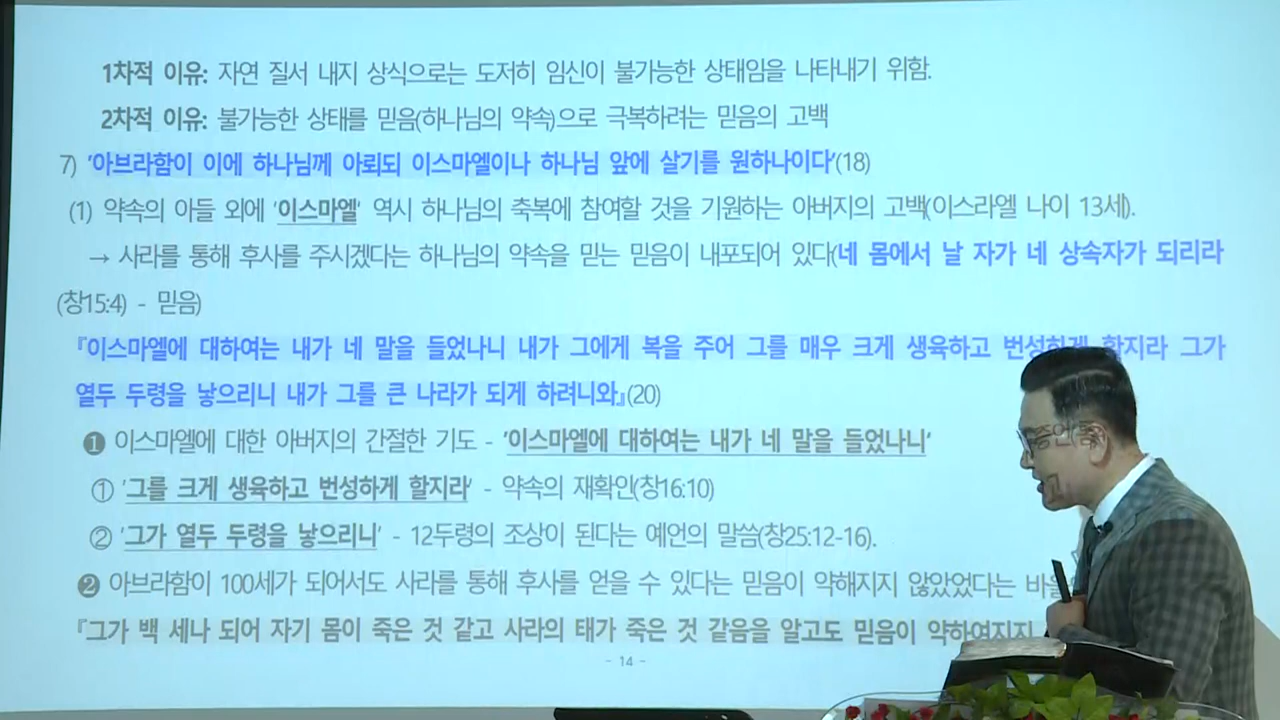 1차적 이유: 자연 질서 내지 상식으로는 도저히 임신이 불가능한 상태임을 나타내기 위함.
2차적 이유: 불가능한 상태를 믿음(하나님의 약속)으로 극복하려는 믿음의 고백
7) '아브라함이 이에 하나님께 아뢰되 이스마엘이나 하나님 앞에 살기를 원하나이다'(18)
(1) 약속의 아들 외에 '이스마엘' 역시 하나님의 축복에 참여할 것을 기원하는 아버지의 고백(이스라엘 나이 13세).
→ 사라를 통해 후사를 주시겠다는 하나님의 약속을 믿는 믿음이 내포되어 있다(네 몸에서 날 자가 네 상속자가 되리라
(창15:4) - 믿음)
『이스마엘에 대하여는 내가 네 말을 들었나니 내가 그에게 복을 주어 그를 매우 크게 생육하고 번성하게 할지라 그가
열두 두령을 낳으리니 내가 그를 큰 나라가 되게 하려니와』(20)
❶ 이스마엘에 대한 아버지의 간절한 기도 - '이스마엘에 대하여는 내가 네 말을 들었나니'
① '그를 크게 생육하고 번성하게 할지라' - 약속의 재확인(창16:10)
② '그가 열두 두령을 낳으리니' - 12두령의 조상이 된다는 예언의 말씀(창25:12-16).
❷ 아브라함이 100세가 되어서도 사라를 통해 후사를 얻을 수 있다는 믿음이 약해지지 않았었다는
『그가 백 세나 되어 자기 몸이 죽은 것 같고 사라의 태가 죽은 것 같음을 알고도 믿음이 약하여지지
- 14 -